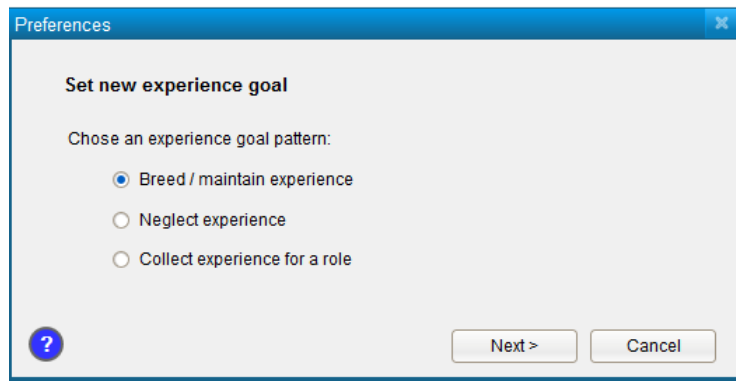 Preferences
Set new experience goal
Chose an experience goal pattern:
Breed / maintain experience
Neglect experience
Collect experience for a role
?
Next >
Cancel